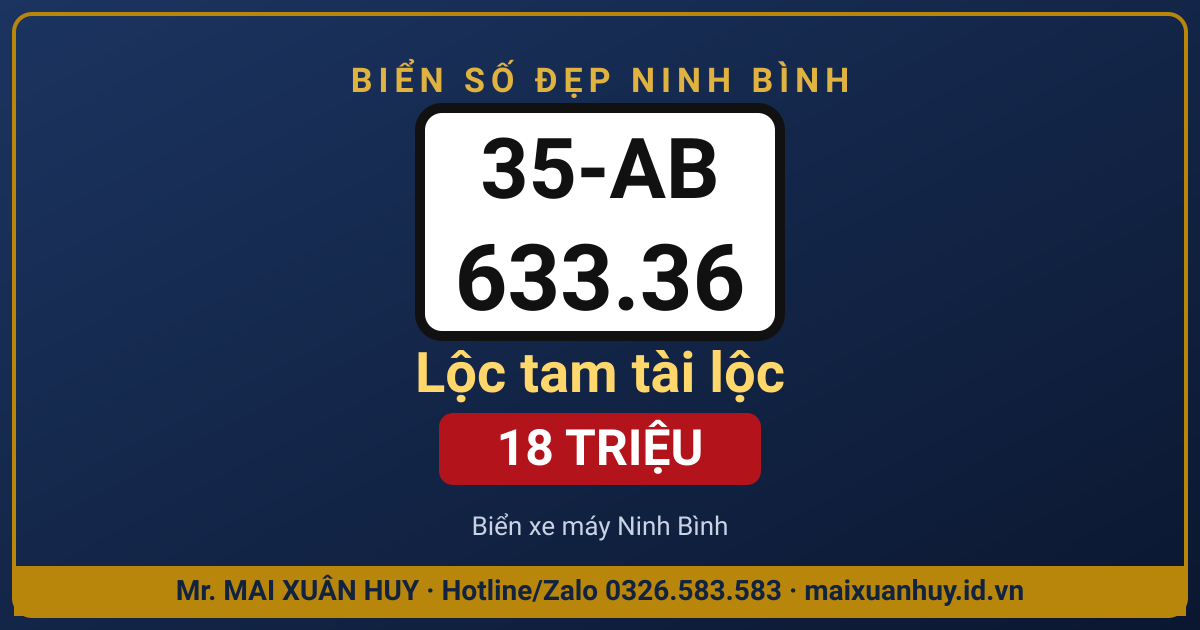 BIỂN SỐ ĐẸP NINH BÌNH
35-AB
633.36
Lộc tam tài lộc
18 TRIỆU
Biển xe máy Ninh Bình
Mr. MAI XUÂN HUY · Hotline/Zalo 0326.583.583 · maixuanhuy.id.vn